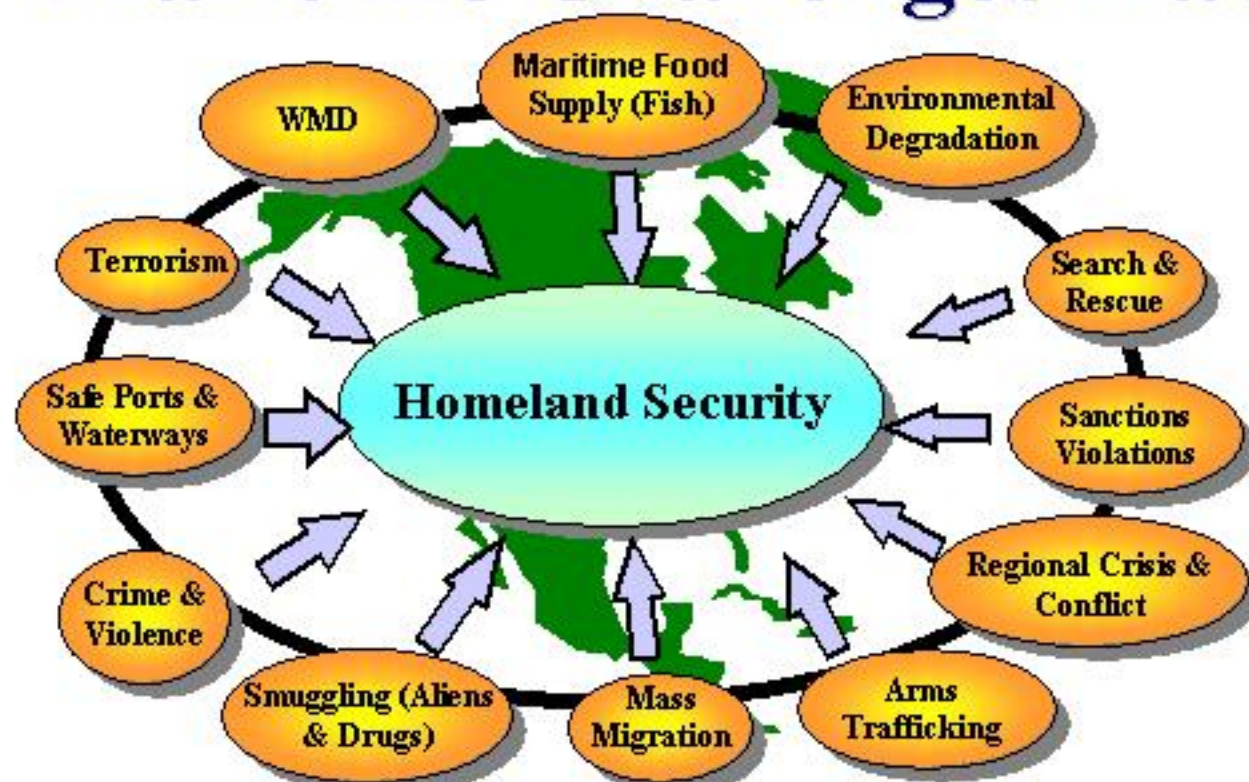 Maritime Food
Supply (Fish)
WMD
Environmental
Degradation
Terrorism
Search &
Rescue
Homeland Security
Safe Ports &
Waterways
Sanctions
Violations
Crime &
Violence
Regional Crisis &
Conflict
Smuggling (Aliens
& Drugs)
Mass
Migration
Arms
Trafficking